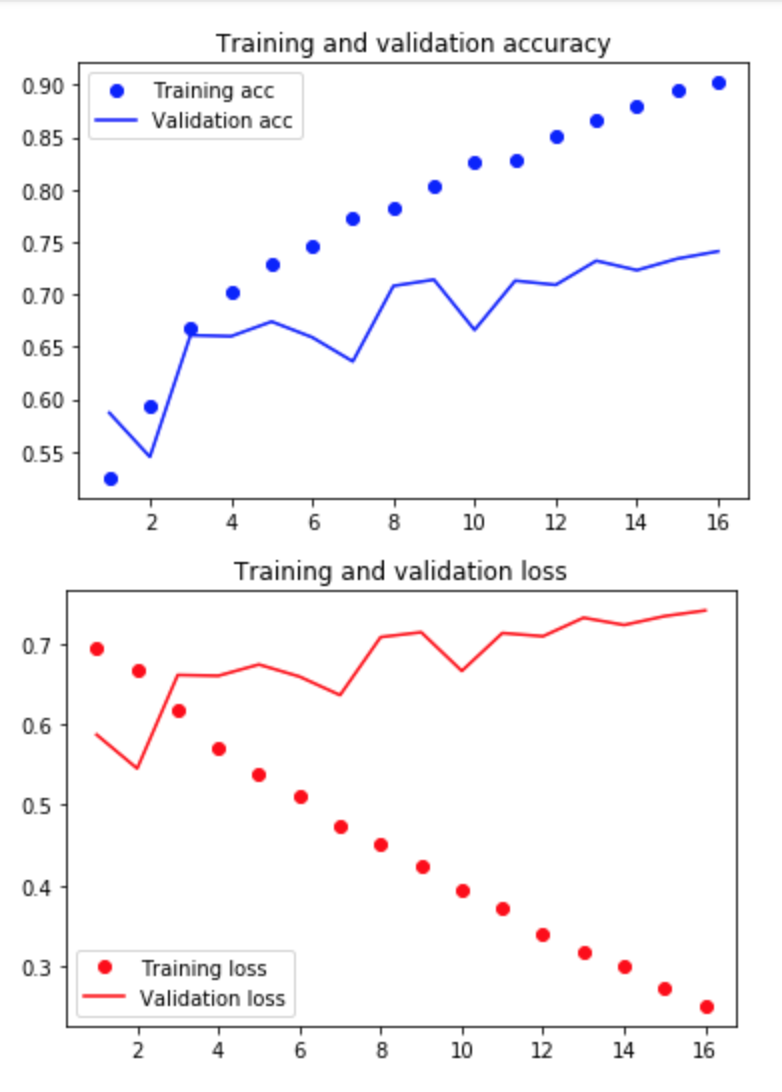 Training and validation accuracy
Training acc
Validation acc
0.90
0.85
0.80
0.75
0.70
0.65
0.60
0.55
2 4 6 8 10 12 14 16
Training and validation loss
0.7
0.6
0.5
0.4
0.3
Training loss
Validation loss
2 4 6 8 10 12 14 16